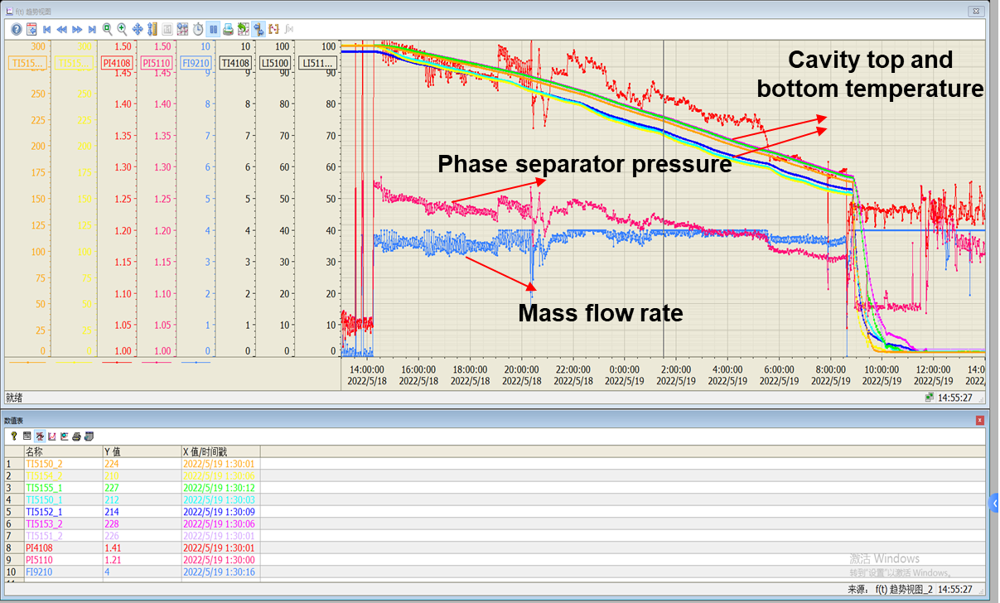 f(t) 趋势视图
300 300 1.50 1.50 10 10 100 100
TI515... TI515... PI4108 PI5110 FI9210 TI4108 LI5100 LI511...
1.45 1.45 9 9 90 90
250 250 1.40 1.40 8 8 80 80
225 225 1.35 1.35 7 7 70 70
200 200 1.30 1.30 6 6 60 60
175 175
150 150 1.25 1.25 5 5 50 50
125 125 1.20 1.20 4 4 40 40
100 100 1.15 1.15 3 3 30 30
75 75 1.10 1.10 2 2 20 20
50 50 1.05 1.05 1 1 10 10
25 25 1.00 1.00 0 0 0 0
0 0
Cavity top and
bottom temperature
Phase separator pressure
Mass flow rate
14:00:00 16:00:00 18:00:00 20:00:00 22:00:00 0:00:00 2:00:00 4:00:00 6:00:00 8:00:00 10:00:00 12:00:00 14:0
2022/5/18 2022/5/18 2022/5/18 2022/5/18 2022/5/18 2022/5/19 2022/5/19 2022/5/19 2022/5/19 2022/5/19 2022/5/19 2022/5/19 2022,
就绪 14:55:27
数值表
名称 Y 值 X 值/时间戳
1 TI5150_2 224 2022/5/19 1:30:01
2 TI5154_2 210 2022/5/19 1:30:06
3 TI5155_1 227 2022/5/19 1:30:12
4 TI5150_1 212 2022/5/19 1:30:03
5 TI5152_1 214 2022/5/19 1:30:09
6 TI5153_2 228 2022/5/19 1:30:06
7 TI5151_2 226 2022/5/19 1:30:01
8 PI4108 1.41 2022/5/19 1:30:01
9 PI5110 1.21 2022/5/19 1:30:00
10 FI9210 4 2022/5/19 1:30:16
激活 Windows
转到"设置"以激活 Windows。
来源: f(t) 趋势视图_2 14:55:27